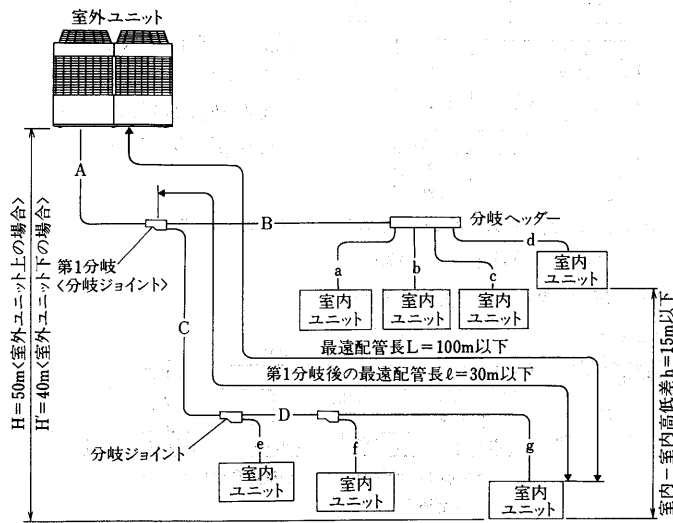 室外ユニット
A
B
分岐ヘッダー
第1分岐
<分岐ジョイント>
a
b
c
d
室内
ユニット
室内
ユニット
室内
ユニット
室内
ユニット
C
最遠配管長L=100m以下
第1分岐後の最遠配管長ℓ=30m以下
D
分岐ジョイント
e
f
g
室内
ユニット
室内
ユニット
室内
ユニット
H=50m<室外ユニット上の場合>
H'=40m<室外ユニット下の場合>
室内-室内高低差h=15m以下